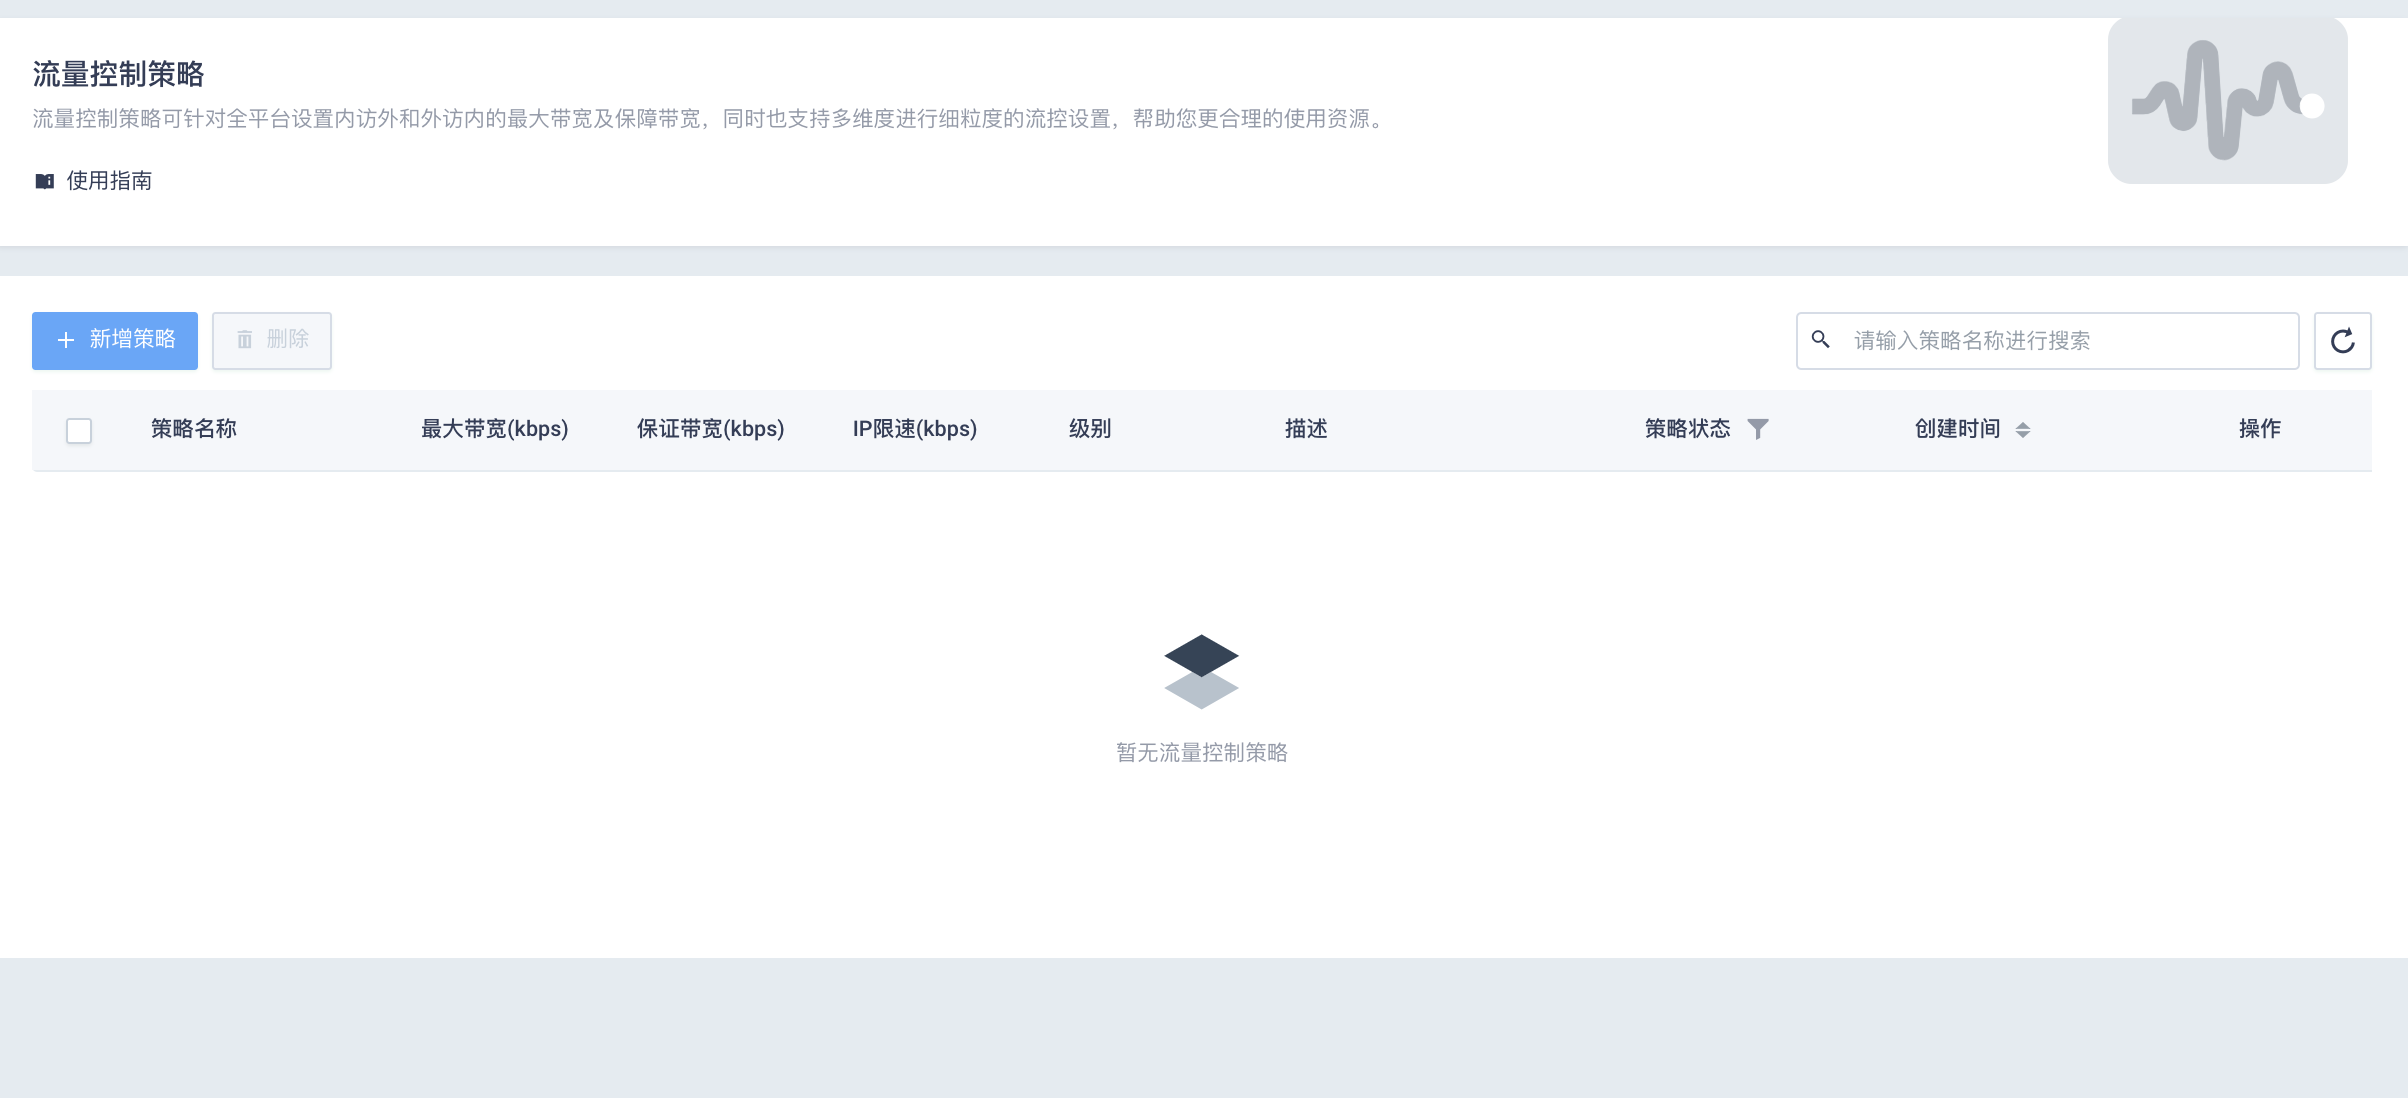 流量控制策略
流量控制策略可针对全平台设置内访外和外访内的最大带宽及保障带宽，同时也支持多维度进行细粒度的流控设置，帮助您更合理的使用资源。
使用指南
新增策略 删除 请输入策略名称进行搜索
策略名称 最大带宽(kbps) 保证带宽(kbps) IP限速(kbps) 级别 描述 策略状态 创建时间 操作
暂无流量控制策略